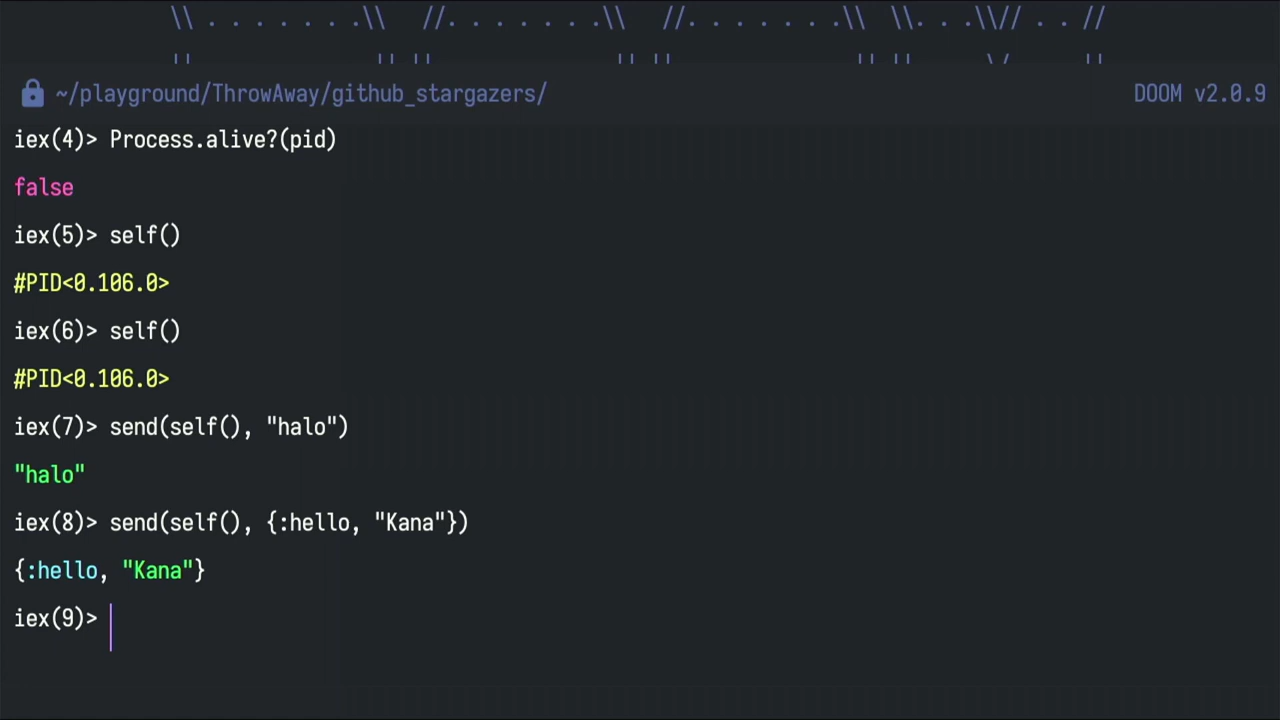 \\ . . . . . . .\\ //. . . . . . .\\ //. . . . . . .\\ \\. . .\\// . . //
~/playground/ThrowAway/github_stargazers/ DOOM v2.0.9
iex(4)> Process.alive?(pid)
false
iex(5)> self()
#PID<0.106.0>
iex(6)> self()
#PID<0.106.0>
iex(7)> send(self(), "halo")
"halo"
iex(8)> send(self(), {:hello, "Kana"})
{:hello, "Kana"}
iex(9)>